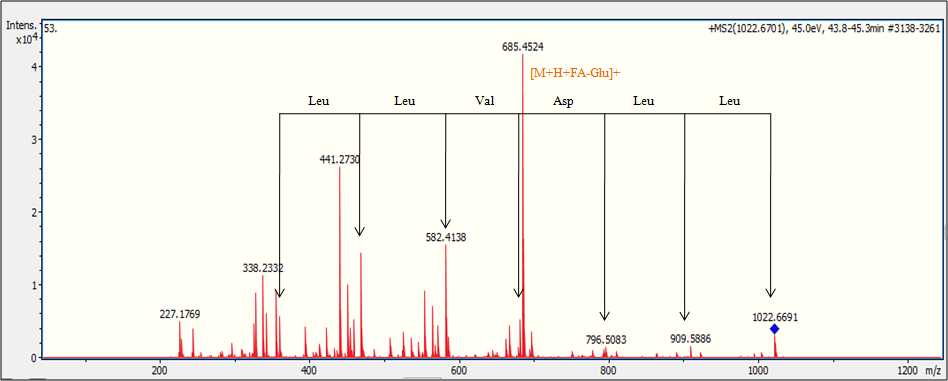 Intens. 53. +MS2(1022.6701), 45.0eV, 43.8-45.3min #3138-3261
x10⁴
4
3
2
1
0
685.4524
[M+H+FA-Glu]+
Leu Leu Val Asp Leu Leu
441.2730
582.4138
338.2332
227.1769
796.5083
909.5886
1022.6691
200 400 600 800 1000 1200 m/z